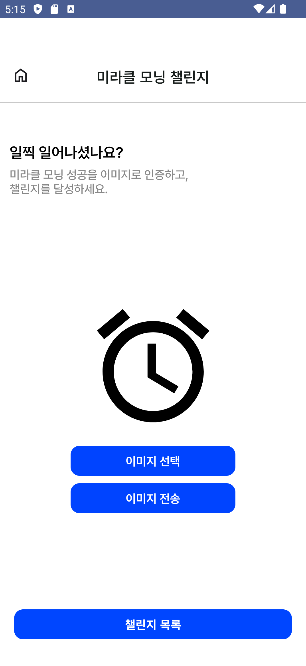 5:15
미라클 모닝 챌린지
일찍 일어나셨나요?
미라클 모닝 성공을 이미지로 인증하고,
챌린지를 달성하세요.
이미지 선택
이미지 전송
챌린지 목록